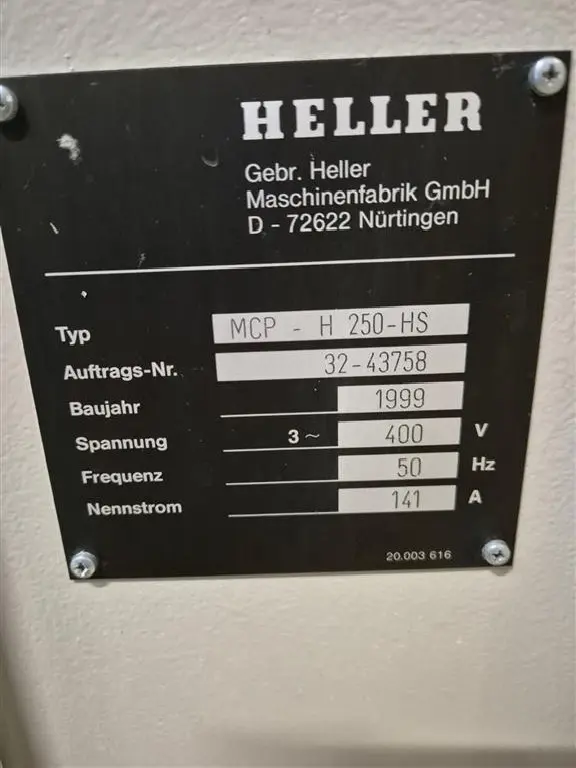 HELLER
Gebr. Heller
Maschinenfabrik GmbH
D - 72622 Nürtingen
Typ MCP - H 250-HS
Auftrags-Nr. 32-43758
Baujahr 1999
Spannung 3 ~ 400 V
Frequenz 50 Hz
Nennstrom 141 A
20.003 616